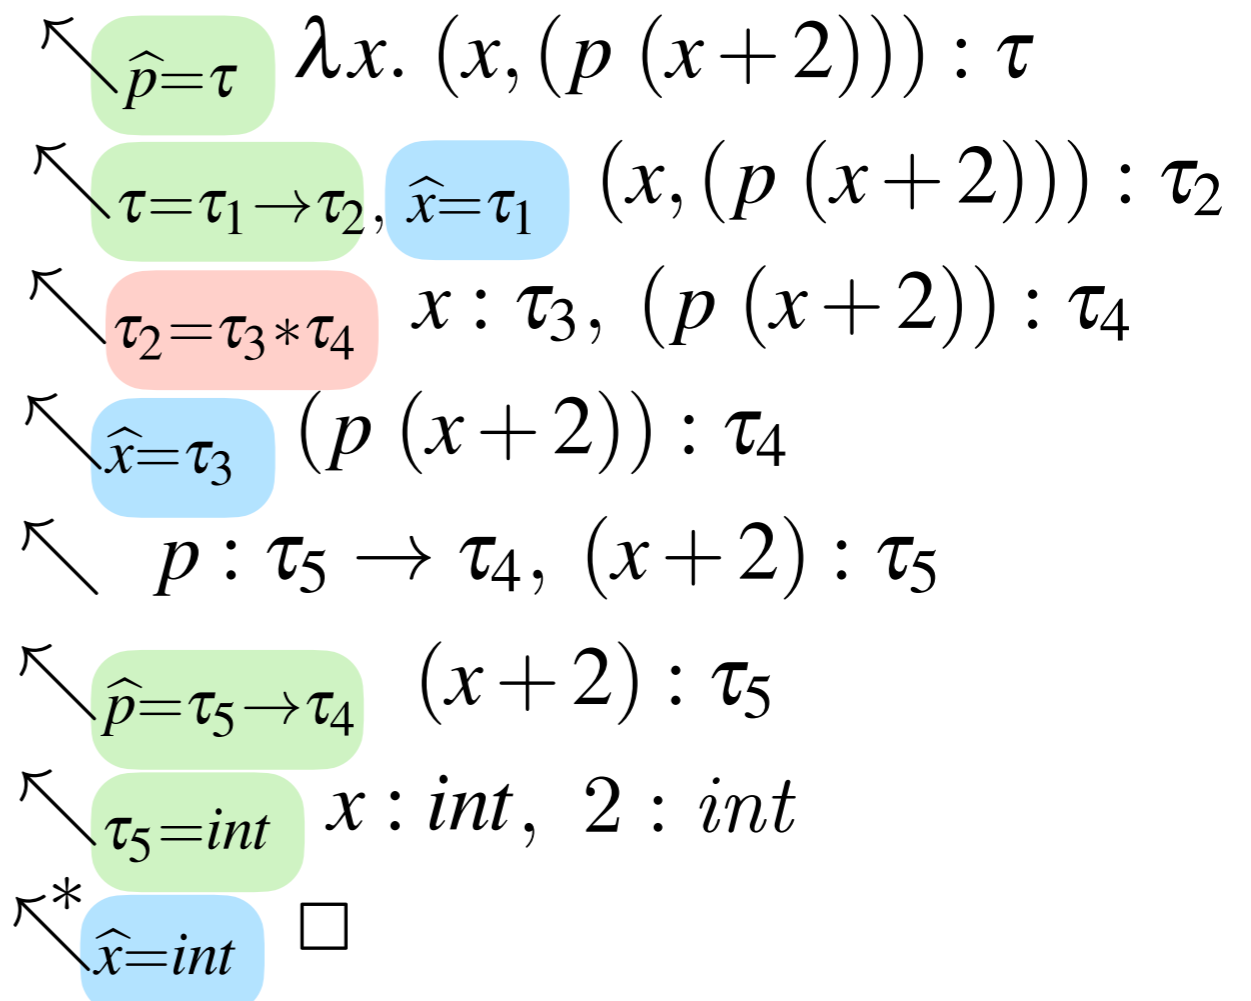 ↖ p̂=τ λx. (x,(p (x+2))) : τ
↖ τ=τ₁→τ₂, x̂=τ₁ (x,(p (x+2))) : τ₂
↖ τ₂=τ₃*τ₄ x : τ₃, (p (x+2)) : τ₄
↖ x̂=τ₃ (p (x+2)) : τ₄
↖ p : τ₅ → τ₄, (x+2) : τ₅
↖ p̂=τ₅→τ₄ (x+2) : τ₅
↖ τ₅=int x : int, 2 : int
↖* x̂=int □